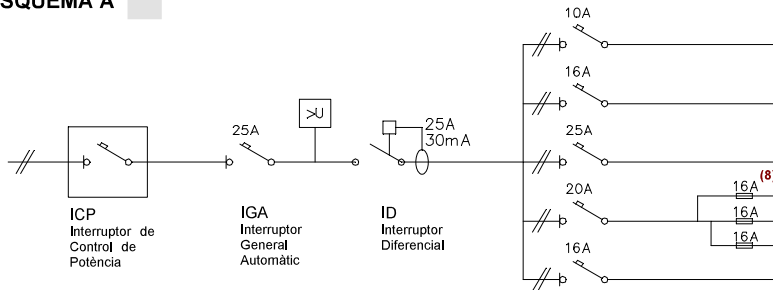 SQUEMA A
10A
16A
25A
25A
25A
30mA
20A
16A
(8)
16A
16A
16A
ICP
Interruptor de
Control de
Potència
IGA
Interruptor
General
Automàtic
ID
Interruptor
Diferencial